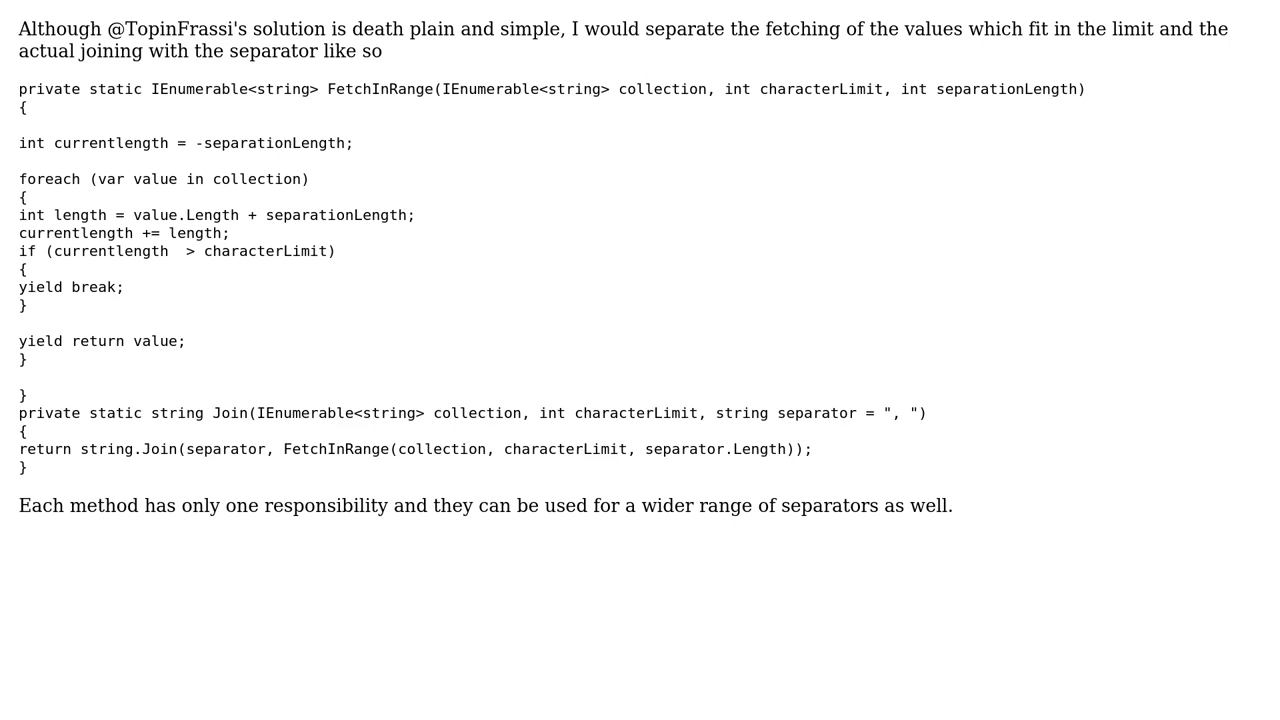 Although @TopinFrassi's solution is death plain and simple, I would separate the fetching of the values which fit in the limit and the
actual joining with the separator like so
private static IEnumerable<string> FetchInRange(IEnumerable<string> collection, int characterLimit, int separationLength)
{
int currentlength = -separationLength;
foreach (var value in collection)
{
int length = value.Length + separationLength;
currentlength += length;
if (currentlength  > characterLimit)
{
yield break;
}
yield return value;
}
}
private static string Join(IEnumerable<string> collection, int characterLimit, string separator = ", ")
{
return string.Join(separator, FetchInRange(collection, characterLimit, separator.Length));
}
Each method has only one responsibility and they can be used for a wider range of separators as well.